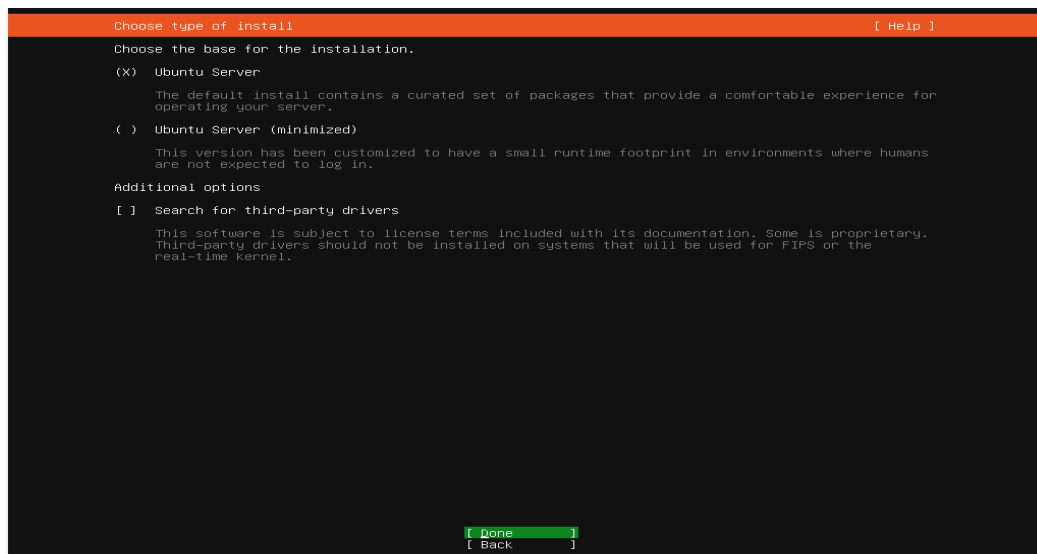 Choose type of install [ Help ]
Choose the base for the installation.
(X) Ubuntu Server
The default install contains a curated set of packages that provide a comfortable experience for
operating your server.
( ) Ubuntu Server (minimized)
This version has been customized to have a small runtime footprint in environments where humans
are not expected to log in.
Additional options
[ ] Search for third-party drivers
This software is subject to license terms included with its documentation. Some is proprietary.
Third-party drivers should not be installed on systems that will be used for FIPS or the
real-time kernel.
[ Done ]
[ Back ]